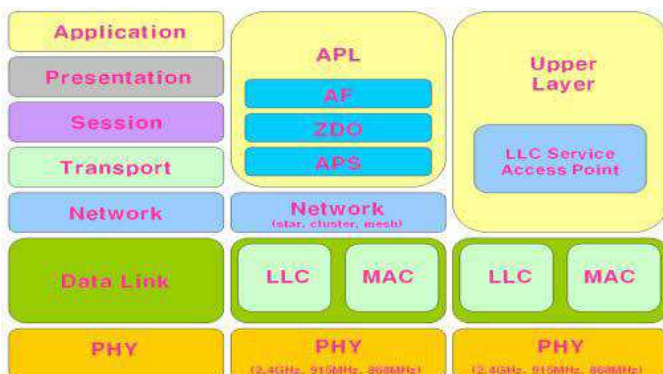 Application
Presentation
Session
Transport
Network
Data Link
PHY
APL
AF
ZDO
APS
Network
(star, cluster, mesh)
LLC
MAC
PHY
(2,4GHz, 915MHz, 868MHz)
Upper
Layer
LLC Service
Access Point
LLC
MAC
PHY
(2,4GHz, 915MHz, 868MHz)